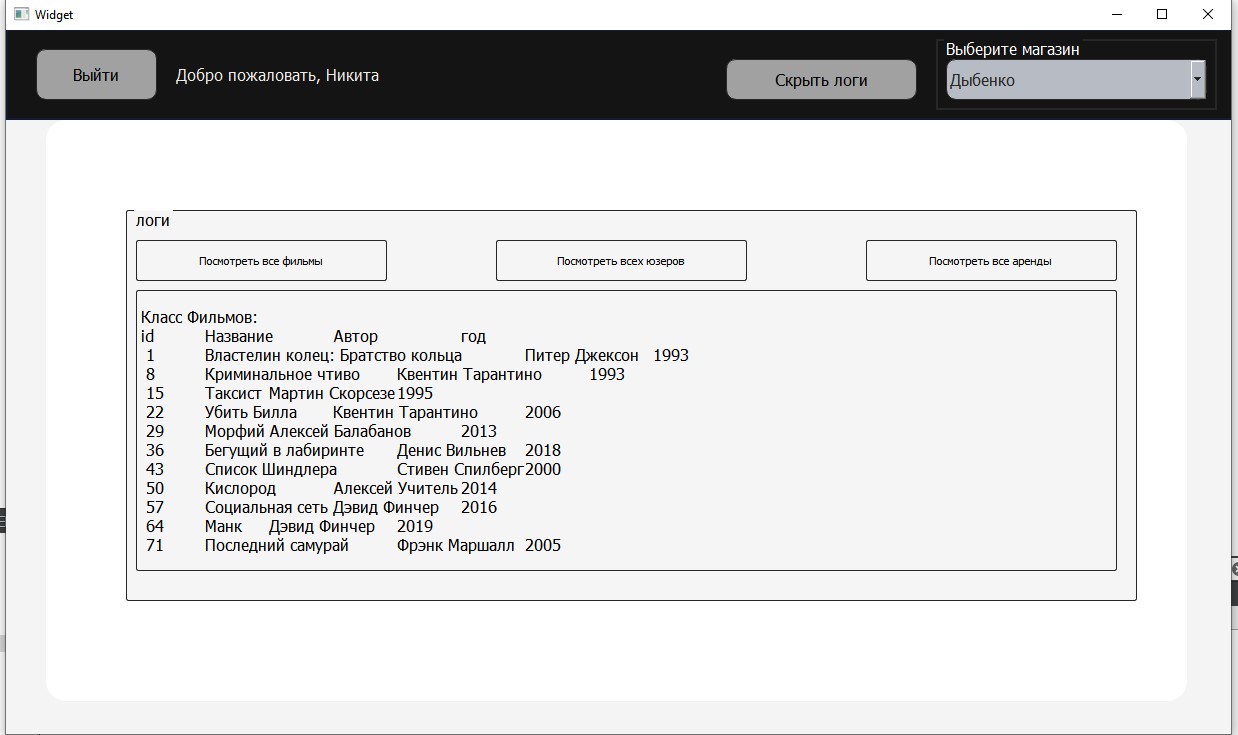 Widget
Выйти
Добро пожаловать, Никита
Скрыть логи
Выберите магазин
Дыбенко
логи
Посмотреть все фильмы
Посмотреть всех юзеров
Посмотреть все аренды
Класс Фильмов:
id Название Автор год
1 Властелин колец: Братство кольца Питер Джексон 1993
8 Криминальное чтиво Квентин Тарантино 1993
15 Таксист Мартин Скорсезе 1995
22 Убить Билла Квентин Тарантино 2006
29 Морфий Алексей Балабанов 2013
36 Бегущий в лабиринте Денис Вильнев 2018
43 Список Шиндлера Стивен Спилберг 2000
50 Кислород Алексей Учитель 2014
57 Социальная сеть Дэвид Финчер 2016
64 Манк Дэвид Финчер 2019
71 Последний самурай Фрэнк Маршалл 2005